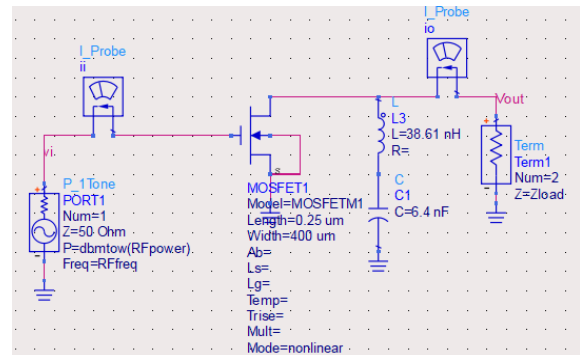 I_Probe
io
I_Probe
ii
Vout
L
L3
L=38.61 nH
R=
vi
s
Term
Term1
Num=2
Z=Zload
P_1Tone
PORT1
Num=1
Z=50 Ohm
P=dbmtow(RFpower)
Freq=RFfreq
MOSFET1
Model=MOSFETM1
Length=0.25 um
Width=400 um
Ab=
Ls=
Lg=
Temp=
Trise=
Mult=
Mode=nonlinear
C
C1
C=6.4 nF